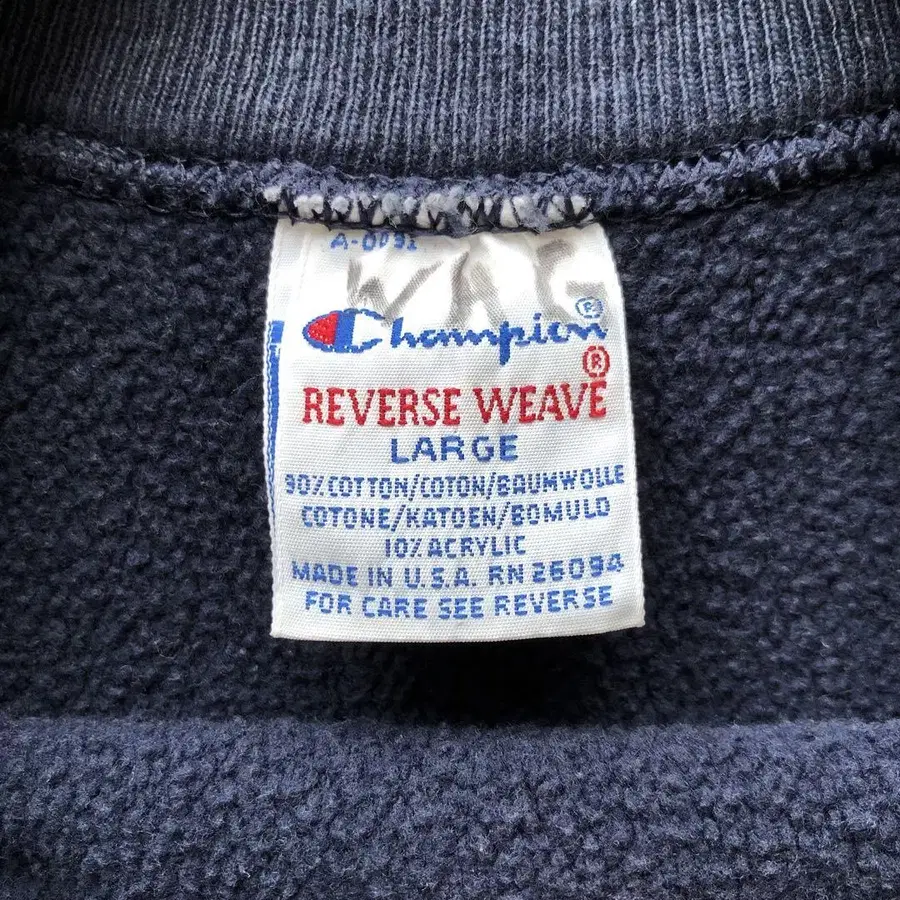 A-0091
Champion®
REVERSE WEAVE®
LARGE
90% COTTON/COTON/BAUMWOLLE
COTONE/KATOEN/BOMULD
10% ACRYLIC
MADE IN U.S.A. RN 26094
FOR CARE SEE REVERSE